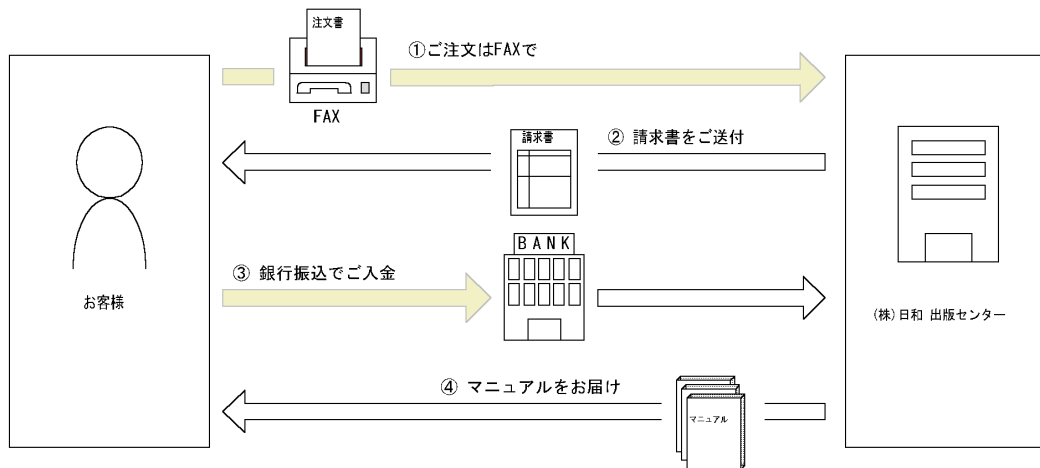 注文書
①ご注文はFAXで
FAX
請求書
② 請求書をご送付
BANK
③ 銀行振込でご入金
お客様
(株)日和 出版センター
④ マニュアルをお届け
マニュアル